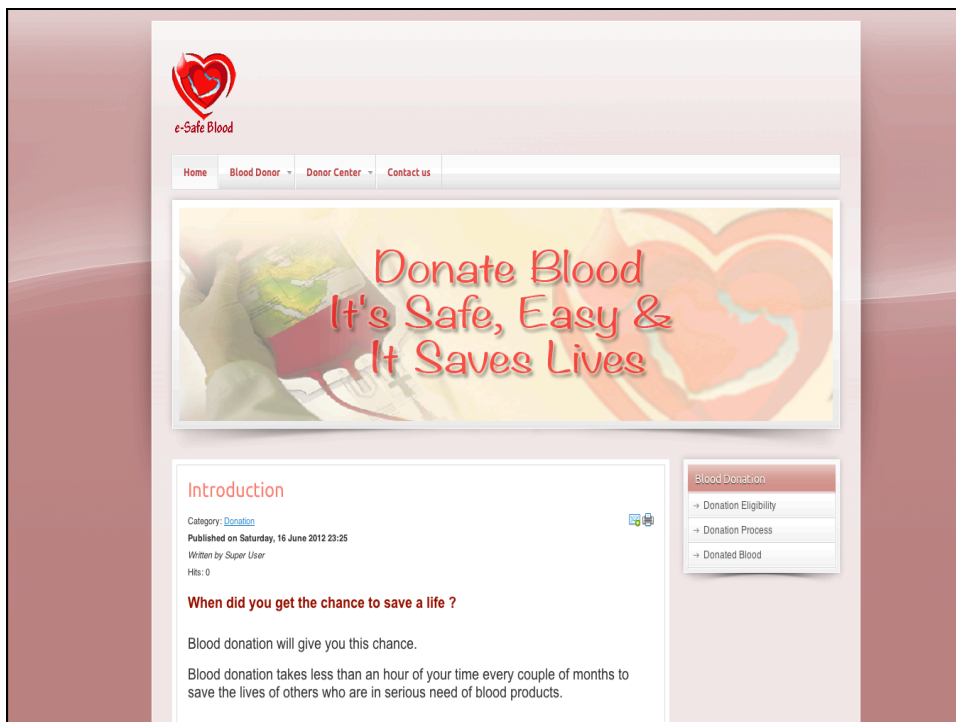 e-Safe Blood
Home
Blood Donor
Donor Center
Contact us
Donate Blood
It's Safe, Easy &
It Saves Lives
Introduction
Category: Donation
Published on Saturday, 16 June 2012 23:25
Written by Super User
Hits: 0
When did you get the chance to save a life ?
Blood donation will give you this chance.
Blood donation takes less than an hour of your time every couple of months to
save the lives of others who are in serious need of blood products.
Blood Donation
Donation Eligibility
Donation Process
Donated Blood